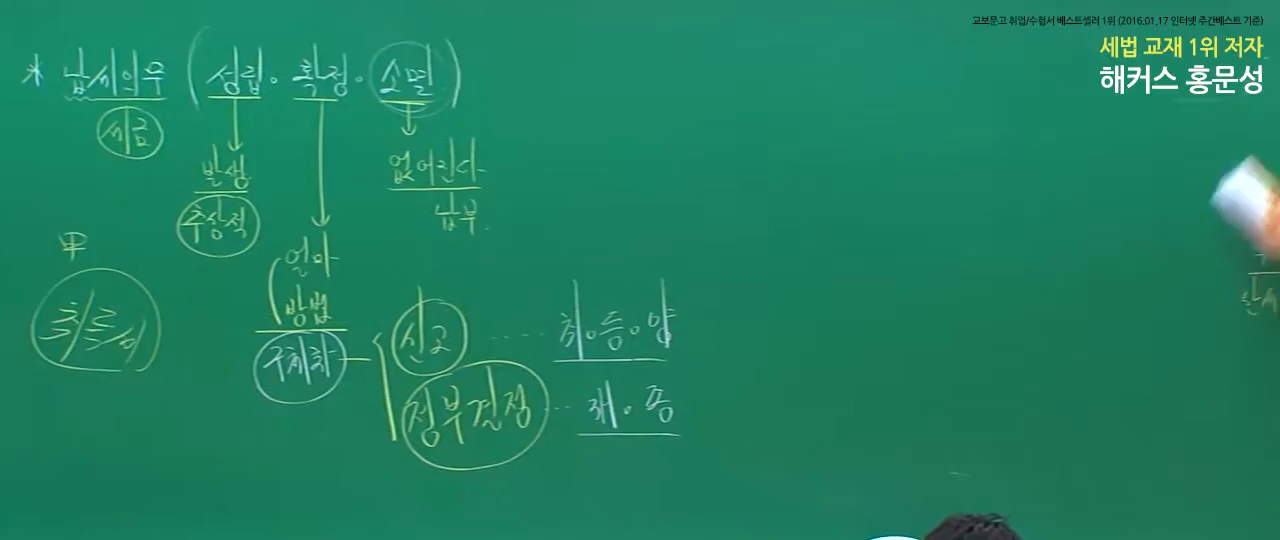 교보문고 취업/수험서 베스트셀러 1위 (2016.01.17 인터넷 주간베스트 기준)
세법 교재 1위 저자
해커스 홍문성
* 납세의무 (성립·확정·소멸)
세금
발생
추상적
없어진다
납부
甲
얼마
방법
구체화
신고 ····· 취·등·양
정부결정 ··· 재·종